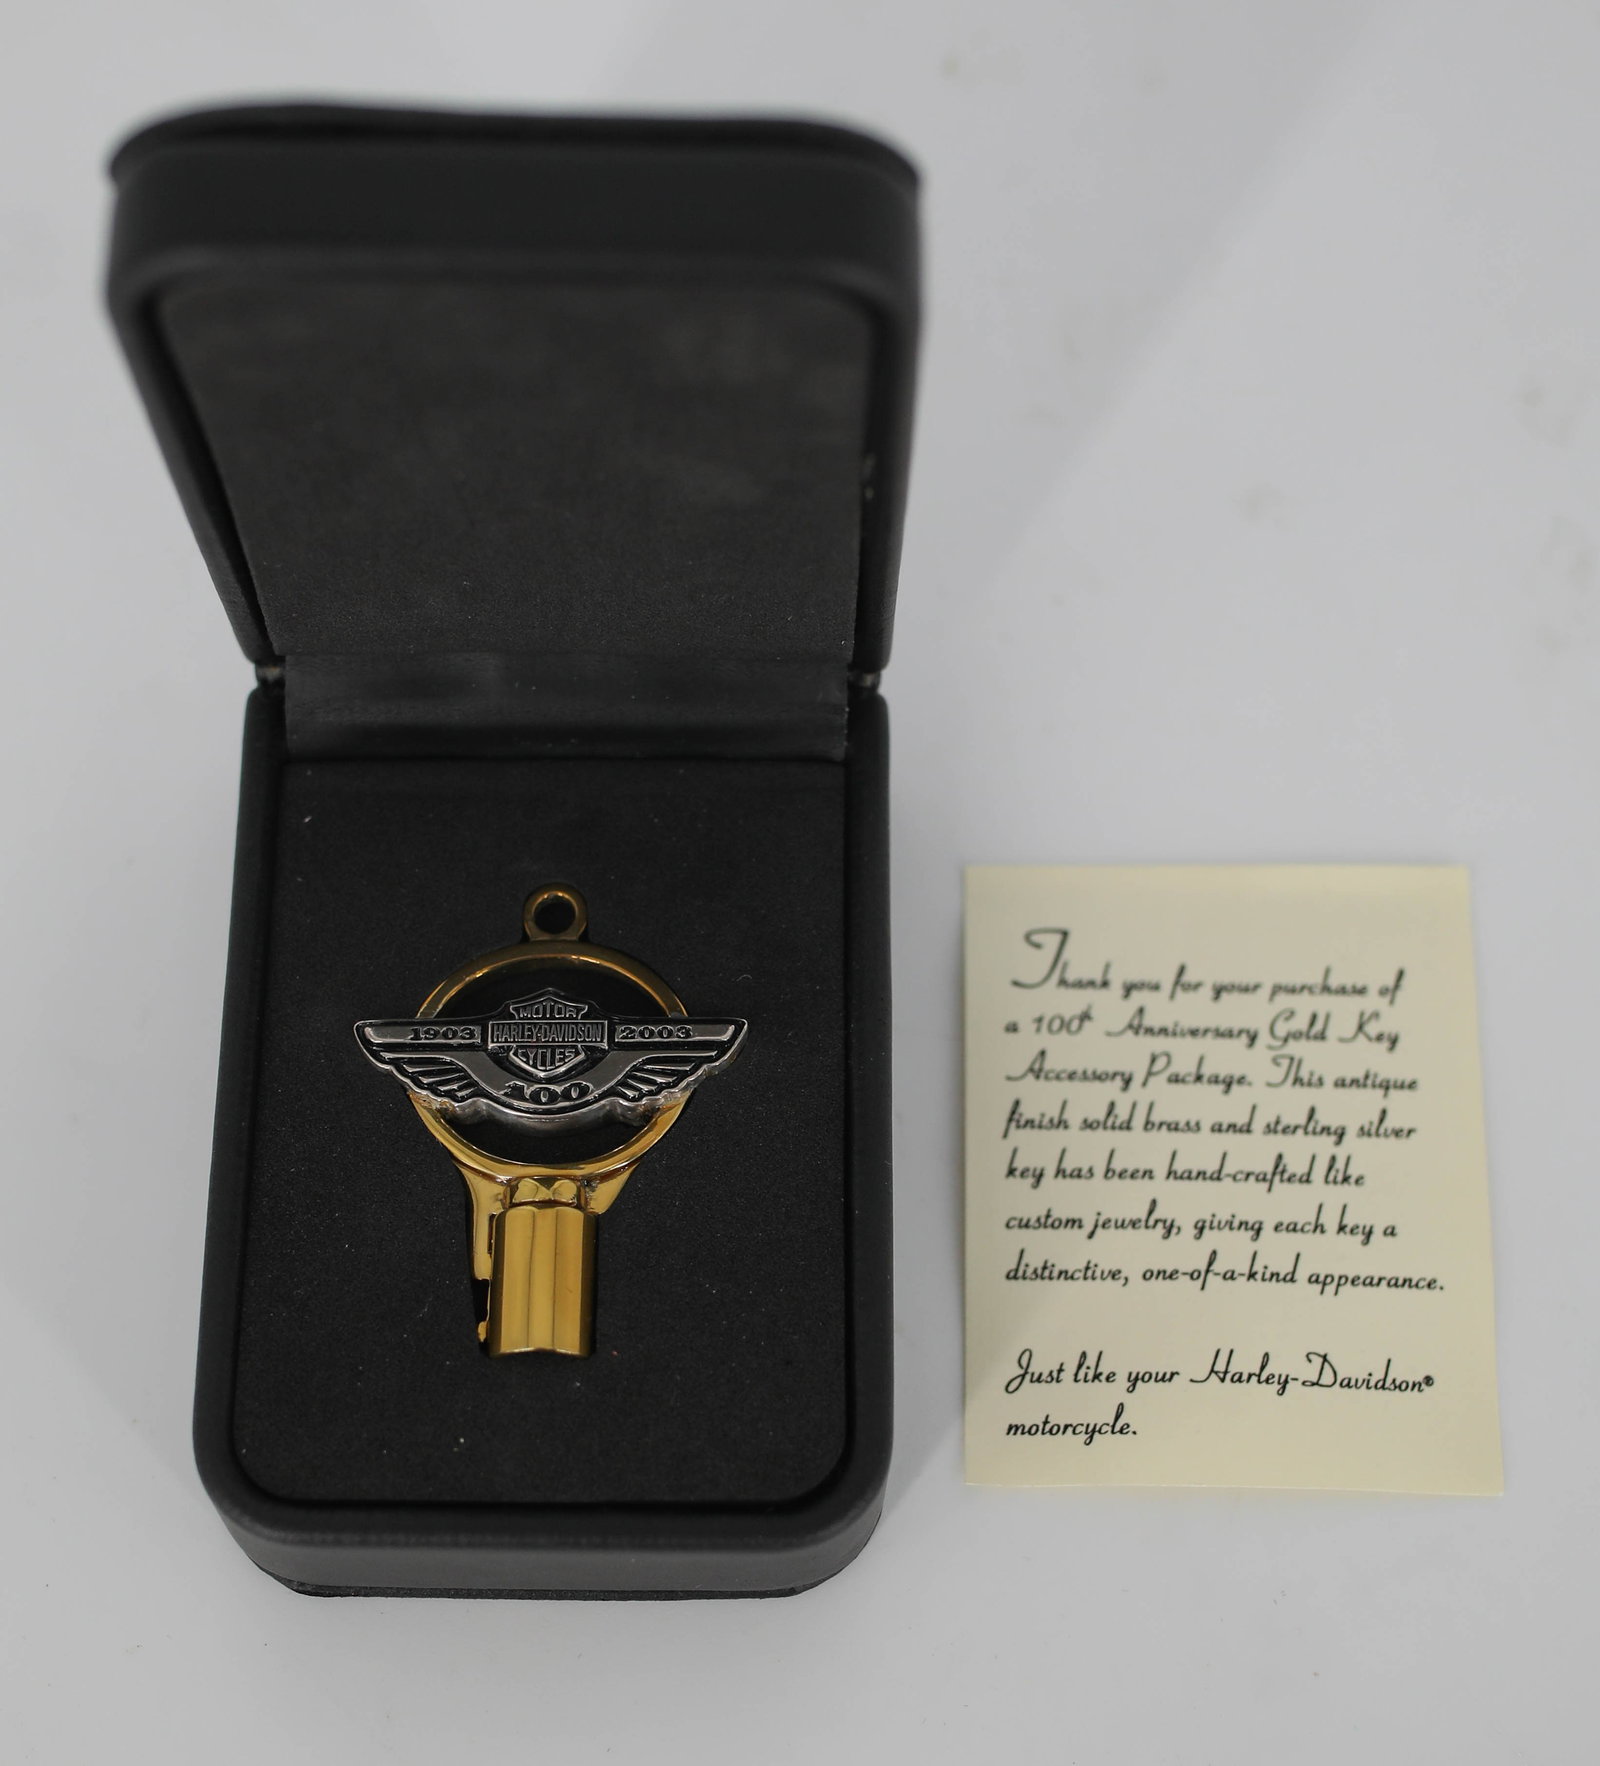 MOTOR
1903 HARLEY-DAVIDSON 2003
CYCLES
100
Thank you for your purchase of
a 100th Anniversary Gold Key
Accessory Package. This antique
finish solid brass and sterling silver
key has been hand-crafted like
custom jewelry, giving each key a
distinctive, one-of-a-kind appearance.
Just like your Harley-Davidson®
motorcycle.